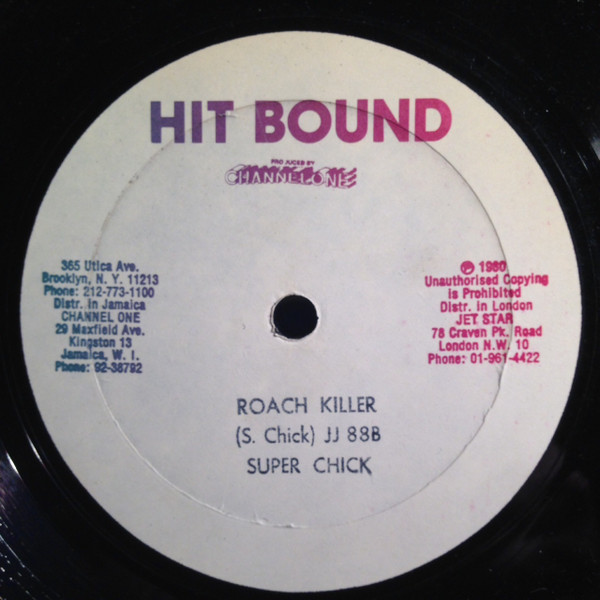 HIT BOUND
PRODUCED BY
CHANNEL ONE
365 Utica Ave.
Brooklyn, N. Y. 11213
Phone: 212-773-1100
Distr. in Jamaica
CHANNEL ONE
29 Maxfield Ave.
Kingston 13
Jamaica, W. I.
Phone: 92-38792
℗ 1980
Unauthorised Copying
is Prohibited
Distr. in London
JET STAR
78 Craven Pk. Road
London N.W. 10
Phone: 01-961-4422
ROACH KILLER
(S. Chick) JJ 88B
SUPER CHICK